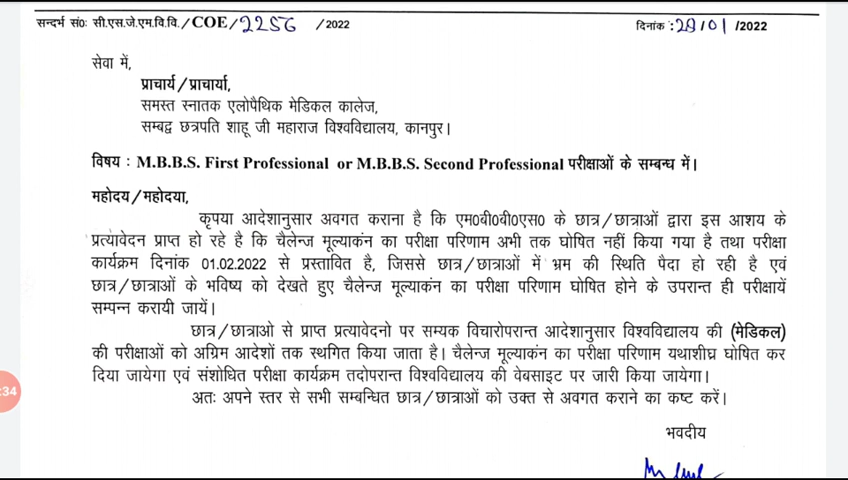 सन्दर्भ सं0: सी.एस.जे.एम.वि.वि./COE/2256 /2022 दिनांक :29/01 /2022
सेवा में,
प्राचार्य/प्राचार्या,
समस्त स्नातक एलोपैथिक मेडिकल कालेज,
सम्बद्व छत्रपति शाहू जी महाराज विश्वविद्यालय, कानपुर।
विषय : M.B.B.S. First Professional or M.B.B.S. Second Professional परीक्षाओं के सम्बन्ध में।
महोदय/महोदया,
कृपया आदेशानुसार अवगत कराना है कि एम0बी0बी0एस0 के छात्र/छात्राओं द्वारा इस आशय के
प्रत्यावेदन प्राप्त हो रहे है कि चैलेन्ज मूल्याकंन का परीक्षा परिणाम अभी तक घोषित नहीं किया गया है तथा परीक्षा
कार्यक्रम दिनांक 01.02.2022 से प्रस्तावित है, जिससे छात्र/छात्राओं में भ्रम की स्थिति पैदा हो रही है एवं
छात्र/छात्राओं के भविष्य को देखते हुए चैलेन्ज मूल्याकंन का परीक्षा परिणाम घोषित होने के उपरान्त ही परीक्षायें
सम्पन्न करायी जायें।
छात्र/छात्राओ से प्राप्त प्रत्यावेदनो पर सम्यक विचारोपरान्त आदेशानुसार विश्वविद्यालय की (मेडिकल)
की परीक्षाओं को अग्रिम आदेशों तक स्थगित किया जाता है। चैलेन्ज मूल्याकंन का परीक्षा परिणाम यथाशीघ्र घोषित कर
दिया जायेगा एवं संशोधित परीक्षा कार्यक्रम तदोपरान्त विश्वविद्यालय की वेबसाइट पर जारी किया जायेगा।
:34
अतः अपने स्तर से सभी सम्बन्धित छात्र/छात्राओं को उक्त से अवगत कराने का कष्ट करें।
भवदीय